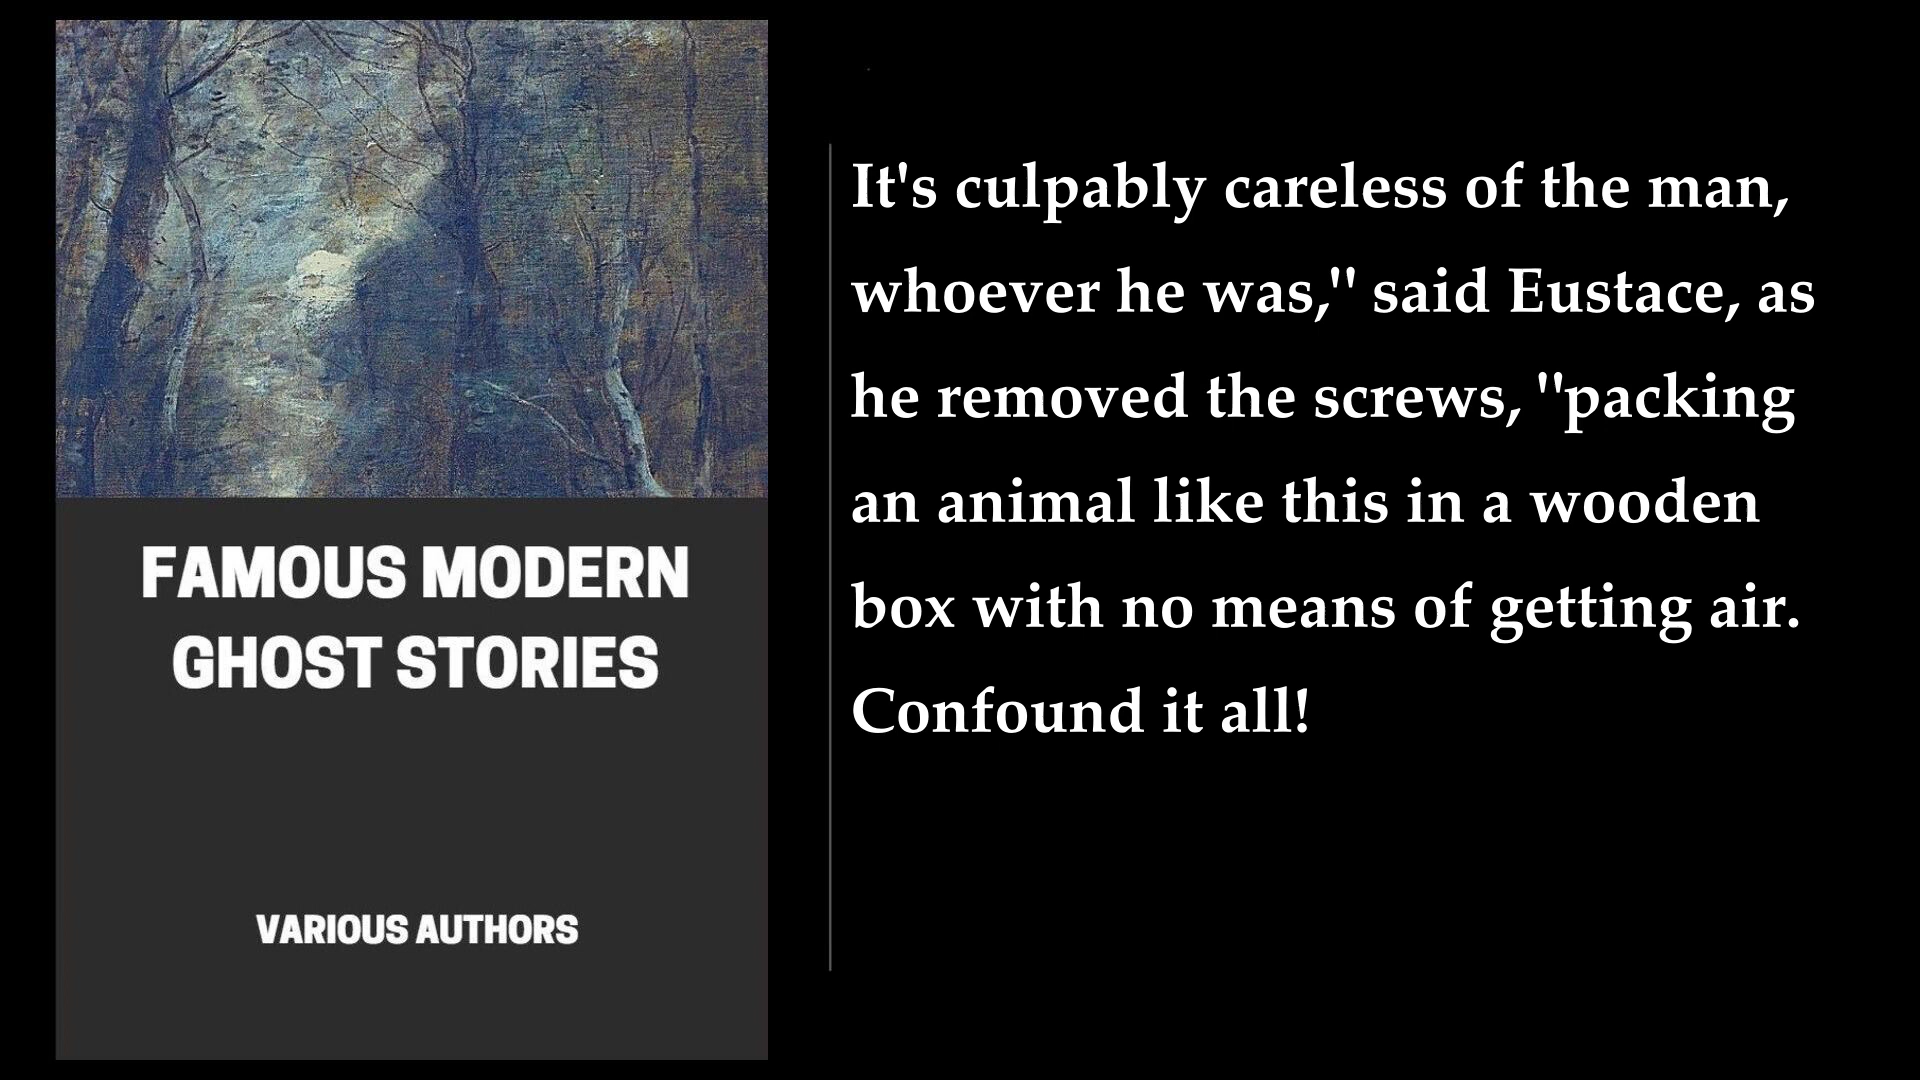 FAMOUS MODERN
GHOST STORIES
VARIOUS AUTHORS
It's culpably careless of the man,
whoever he was," said Eustace, as
he removed the screws, "packing
an animal like this in a wooden
box with no means of getting air.
Confound it all!